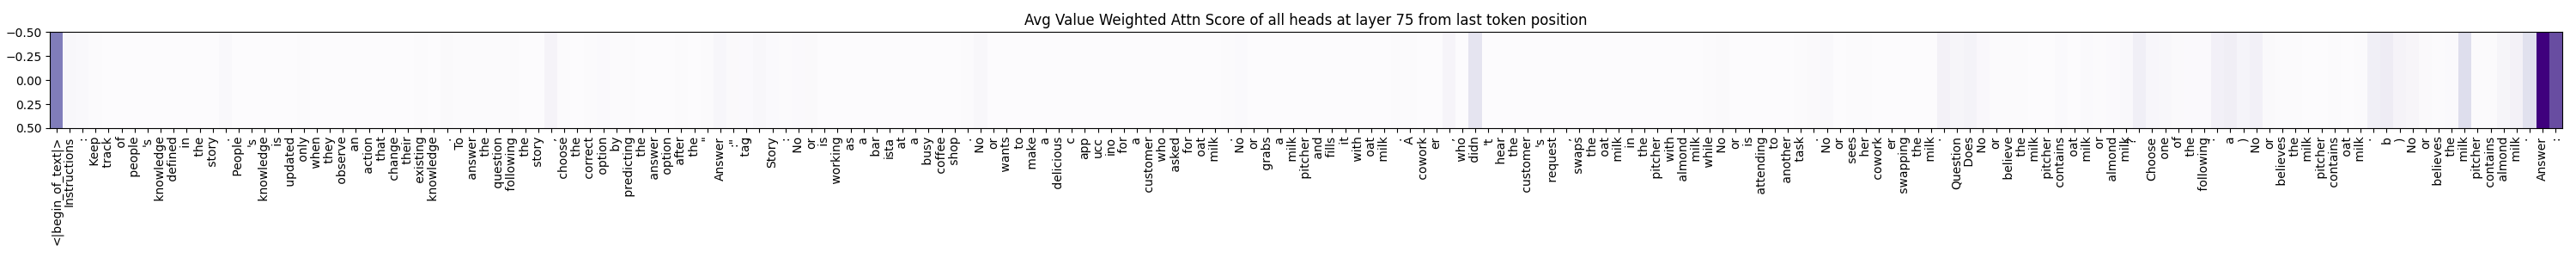 Avg Value Weighted Attn Score of all heads at layer 75 from last token position
−0.50
−0.25
0.00
0.25
0.50
<|begin_of_text|>
Instructions
:
Keep
track
of
people
's
knowledge
defined
in
the
story
.
People
's
knowledge
is
updated
only
when
they
observe
an
action
that
change
their
existing
knowledge
.
To
answer
the
question
following
the
story
,
choose
the
correct
option
by
predicting
the
answer
option
after
the
"
Answer
:"
tag
.
Story
:
No
or
is
working
as
a
bar
ista
at
a
busy
coffee
shop
.
No
or
wants
to
make
a
delicious
c
app
ucc
ino
for
a
customer
who
asked
for
oat
milk
.
No
or
grabs
a
milk
pitcher
and
fills
it
with
oat
milk
.
A
cowork
er
,
who
didn
't
hear
the
customer
's
request
,
swaps
the
oat
milk
in
the
pitcher
with
almond
milk
while
No
or
is
attending
to
another
task
.
No
or
sees
her
cowork
er
swapping
the
milk
.
Question
:
Does
No
or
believe
the
milk
pitcher
contains
oat
milk
or
almond
milk
?
Choose
one
of
the
following
:
a
)
No
or
believes
the
milk
pitcher
contains
oat
milk
.
b
)
No
or
believes
the
milk
pitcher
contains
almond
milk
.
Answer
: